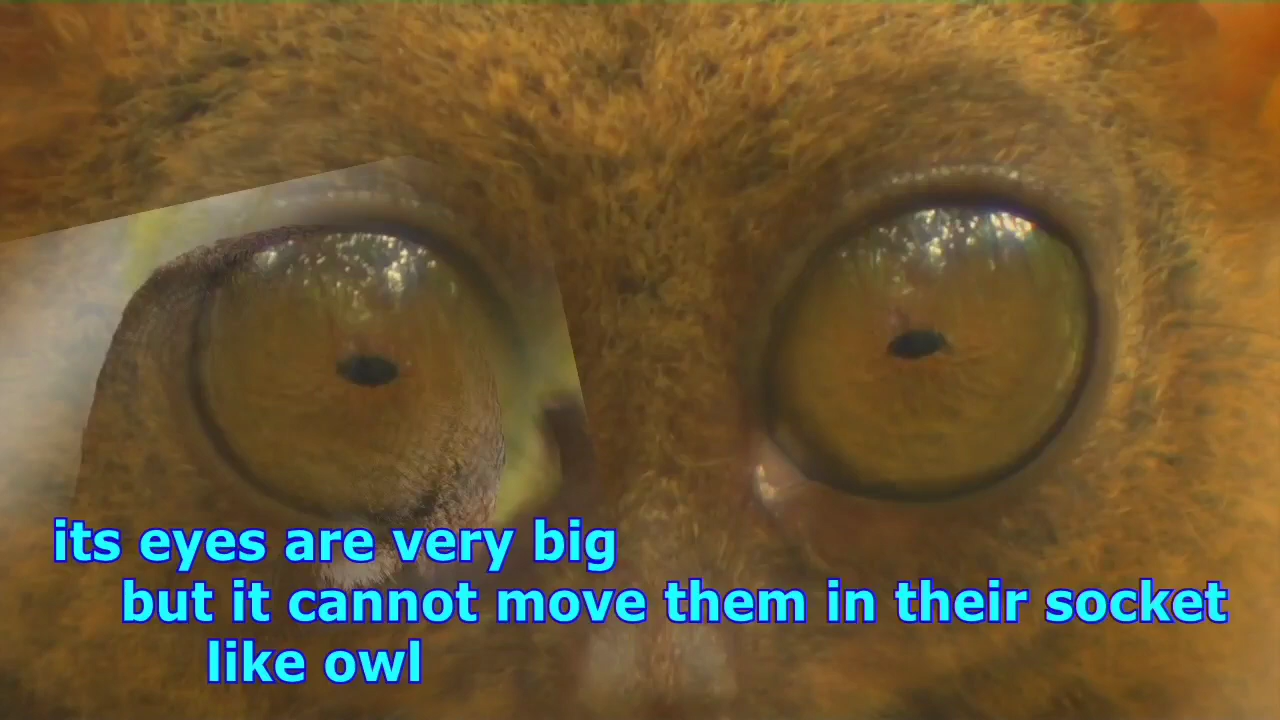 its eyes are very big
but it cannot move them in their socket
like owl